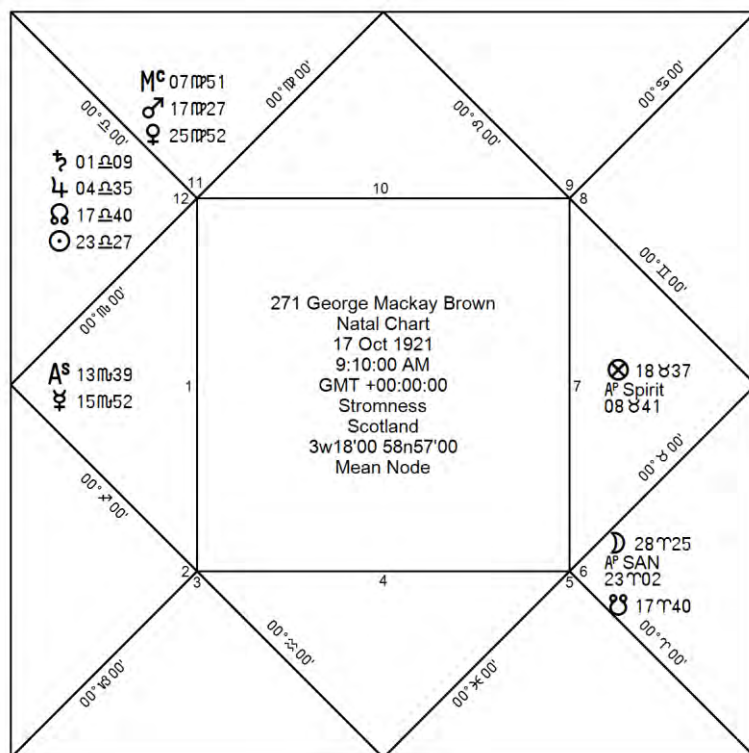 Mᶜ 07♍51
♂ 17♍27
♀ 25♍52
♄ 01♎09
♃ 04♎35
☊ 17♎40
☉ 23♎27
00°♎00'
00°♍00'
00°♌00'
00°♋00'
11
12
10
9
8
00°♏00'
00°♊00'
Aˢ 13♏39
☿ 15♏52
1
271 George Mackay Brown
Natal Chart
17 Oct 1921
9:10:00 AM
GMT +00:00:00
Stromness
Scotland
3w18'00 58n57'00
Mean Node
7
⊗ 18♉37
Aᴾ Spirit
08♉41
00°♐00'
00°♉00'
☽ 28♈25
Aᴾ SAN
23♈02
☋ 17♈40
2
3
4
6
5
00°♑00'
00°♒00'
00°♓00'
00°♈00'